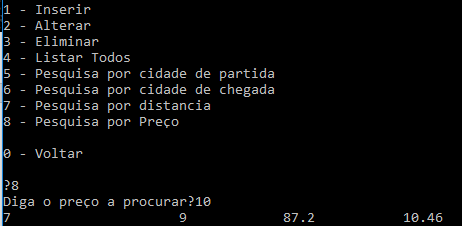 1 - Inserir
2 - Alterar
3 - Eliminar
4 - Listar Todos
5 - Pesquisa por cidade de partida
6 - Pesquisa por cidade de chegada
7 - Pesquisa por distancia
8 - Pesquisa por Preço
0 - Voltar
?8
Diga o preço a procurar?10
7 9 87.2 10.46